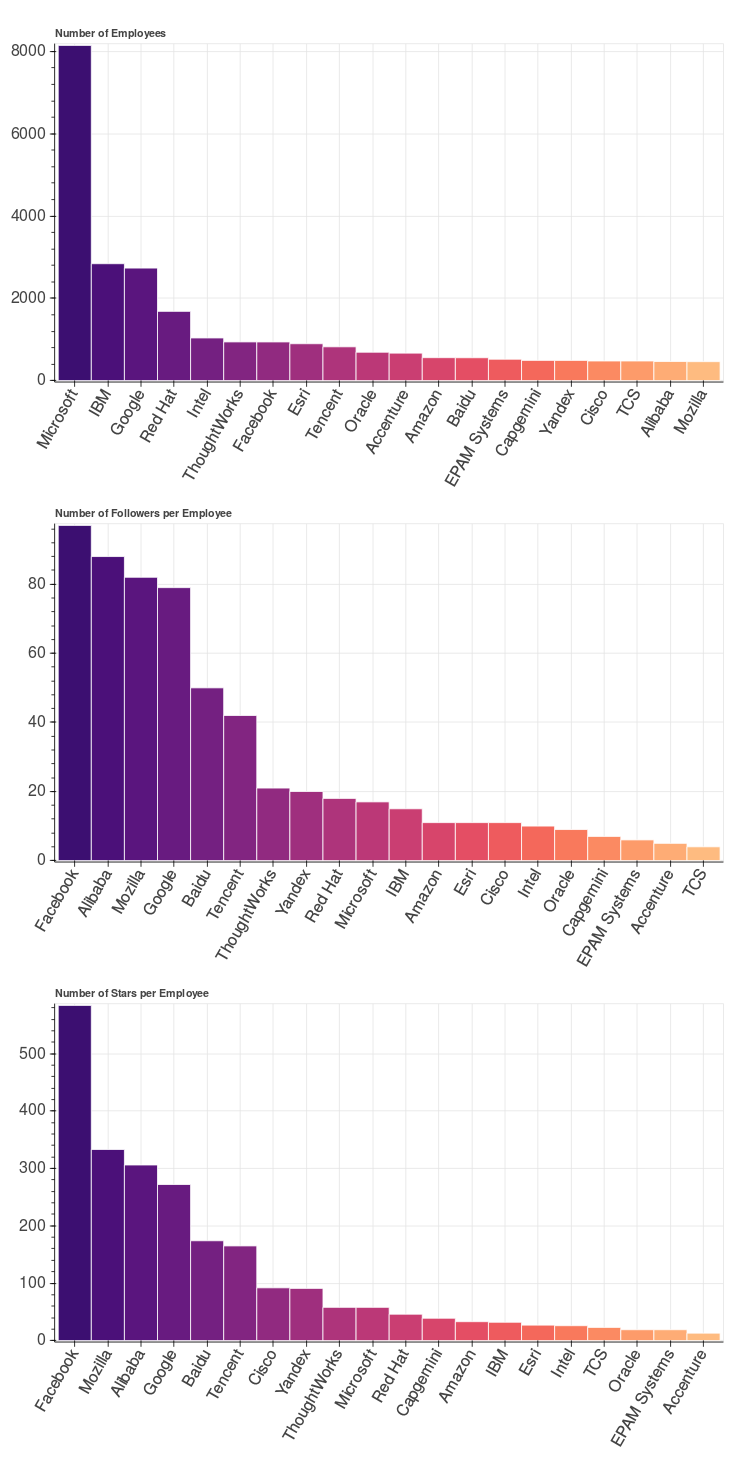 Number of Employees
8000
6000
4000
2000
0
Microsoft
IBM
Google
Red Hat
Intel
ThoughtWorks
Facebook
Esri
Tencent
Oracle
Accenture
Amazon
Baidu
EPAM Systems
Capgemini
Yandex
Cisco
TCS
Alibaba
Mozilla
Number of Followers per Employee
80
60
40
20
0
Facebook
Alibaba
Mozilla
Google
Baidu
Tencent
ThoughtWorks
Yandex
Red Hat
Microsoft
IBM
Amazon
Esri
Cisco
Intel
Oracle
Capgemini
EPAM Systems
Accenture
TCS
Number of Stars per Employee
500
400
300
200
100
0
Facebook
Mozilla
Alibaba
Google
Baidu
Tencent
Cisco
Yandex
ThoughtWorks
Microsoft
Red Hat
Capgemini
Amazon
IBM
Esri
Intel
TCS
Oracle
EPAM Systems
Accenture